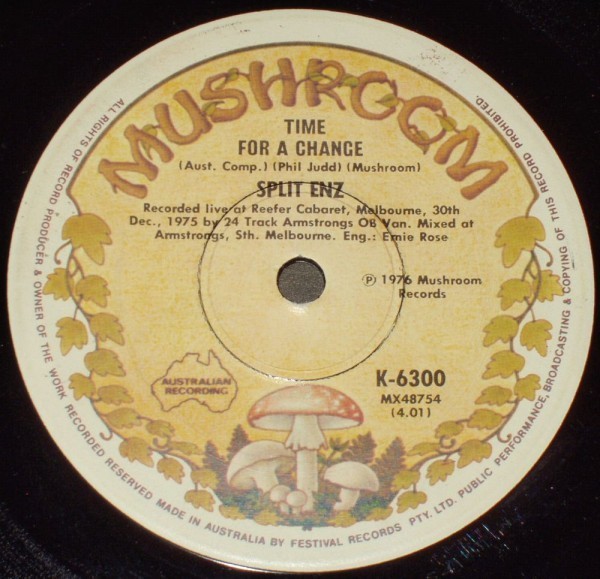 MUSHROOM
TIME
FOR A CHANGE
(Aust. Comp.) (Phil Judd) (Mushroom)
SPLIT ENZ
Recorded live at Reefer Cabaret, Melbourne, 30th
Dec., 1975 by 24 Track Armstrongs OB Van. Mixed at
Armstrongs, Sth. Melbourne. Eng.: Ernie Rose
℗ 1976 Mushroom
Records
AUSTRALIAN
RECORDING
K-6300
MX48754
(4.01)
ALL RIGHTS OF RECORD PRODUCER & OWNER OF THE WORK RECORDED RESERVED MADE IN AUSTRALIA BY FESTIVAL RECORDS PTY. LTD. PUBLIC PERFORMANCE, BROADCASTING & COPYING OF THIS RECORD PROHIBITED.